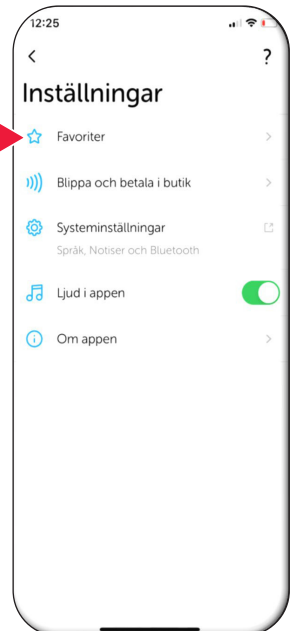 12:25
?
Inställningar
Favoriter
Blippa och betala i butik
Systeminställningar
Språk, Notiser och Bluetooth
Ljud i appen
Om appen